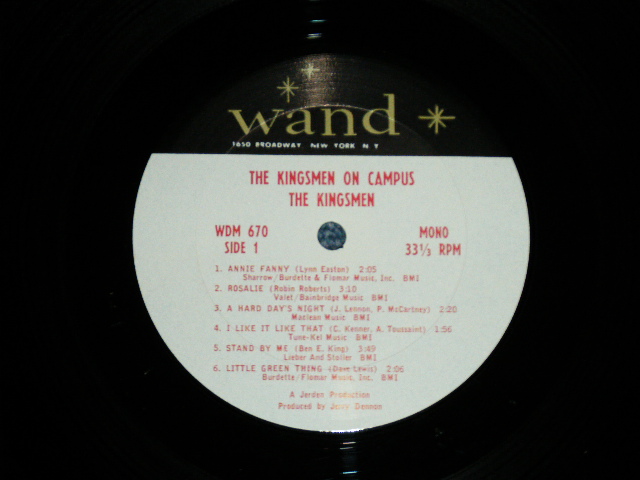 wand
1650 BROADWAY NEW YORK N Y
THE KINGSMEN ON CAMPUS
THE KINGSMEN
WDM 670 MONO
SIDE 1 33⅓ RPM
1. ANNIE FANNY (Lynn Easton) 2:05
Sharrow/Burdette & Flomar Music, Inc. BMI
2. ROSALIE (Robin Roberts) 3:10
Valet/Bainbridge Music BMI
3. A HARD DAY'S NIGHT (J. Lennon, P. McCartney) 2:20
Maclean Music BMI
4. I LIKE IT LIKE THAT (C. Kenner, A. Toussaint) 1:56
Tune-Kel Music BMI
5. STAND BY ME (Ben E. King) 3:49
Lieber And Stoller BMI
6. LITTLE GREEN THING (Dave Lewis) 2:06
Burdette/Flomar Music, Inc. BMI
A Jerden Production
Produced by Jerry Dennon